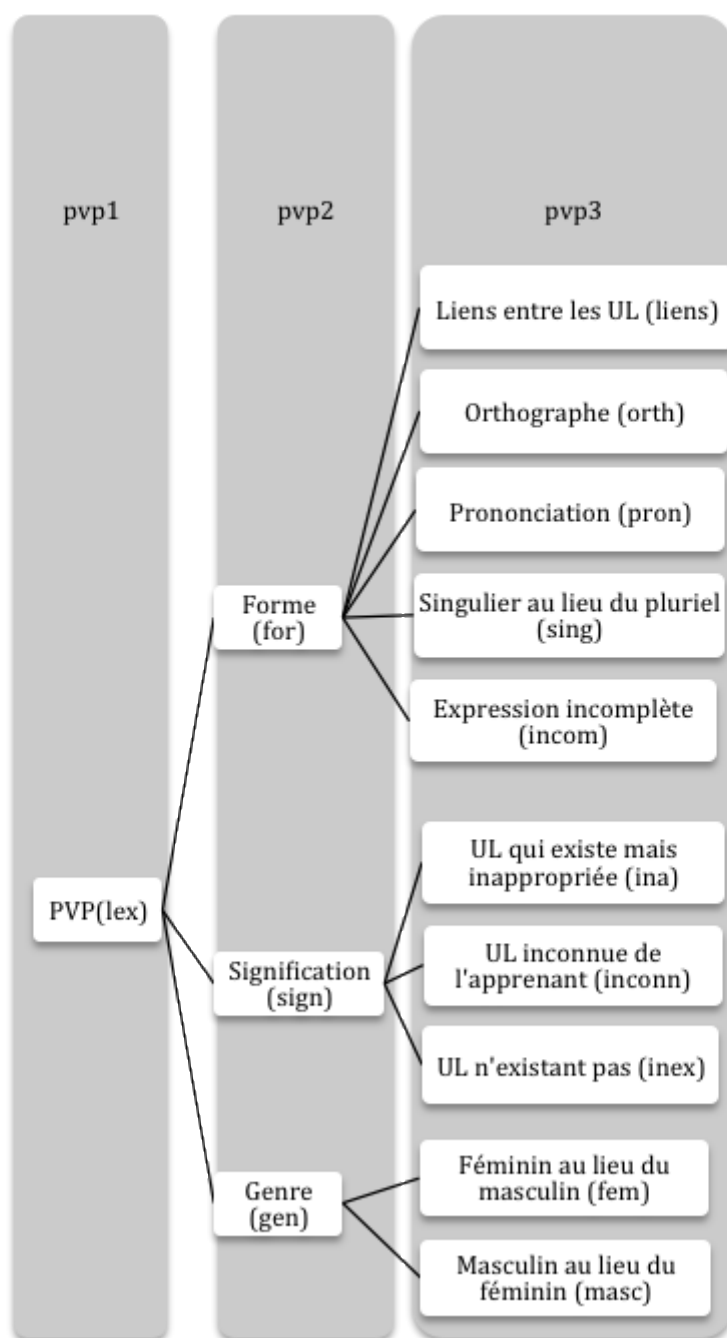 pvp1
pvp2
pvp3
Liens entre les UL (liens)
Orthographe (orth)
Prononciation (pron)
Singulier au lieu du pluriel
(sing)
Expression incomplète
(incom)
Forme
(for)
UL qui existe mais
inappropriée (ina)
UL inconnue de
l'apprenant (inconn)
UL n'existant pas (inex)
PVP(lex)
Signification
(sign)
Féminin au lieu du
masculin (fem)
Masculin au lieu du
féminin (masc)
Genre
(gen)